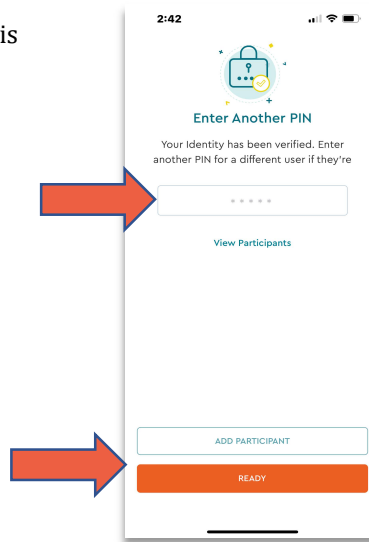 is
2:42
Enter Another PIN
Your Identity has been verified. Enter
another PIN for a different user if they're
View Participants
ADD PARTICIPANT
READY